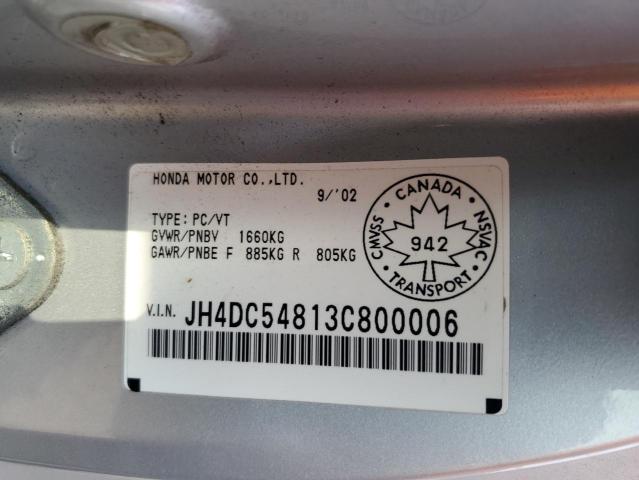 HONDA MOTOR CO.,LTD.
9/'02
TYPE: PC/VT
GVWR/PNBV 1660KG
GAWR/PNBE F 885KG R 805KG
CANADA
CMVSS
NSVAC
942
TRANSPORT
V.I.N. JH4DC54813C800006